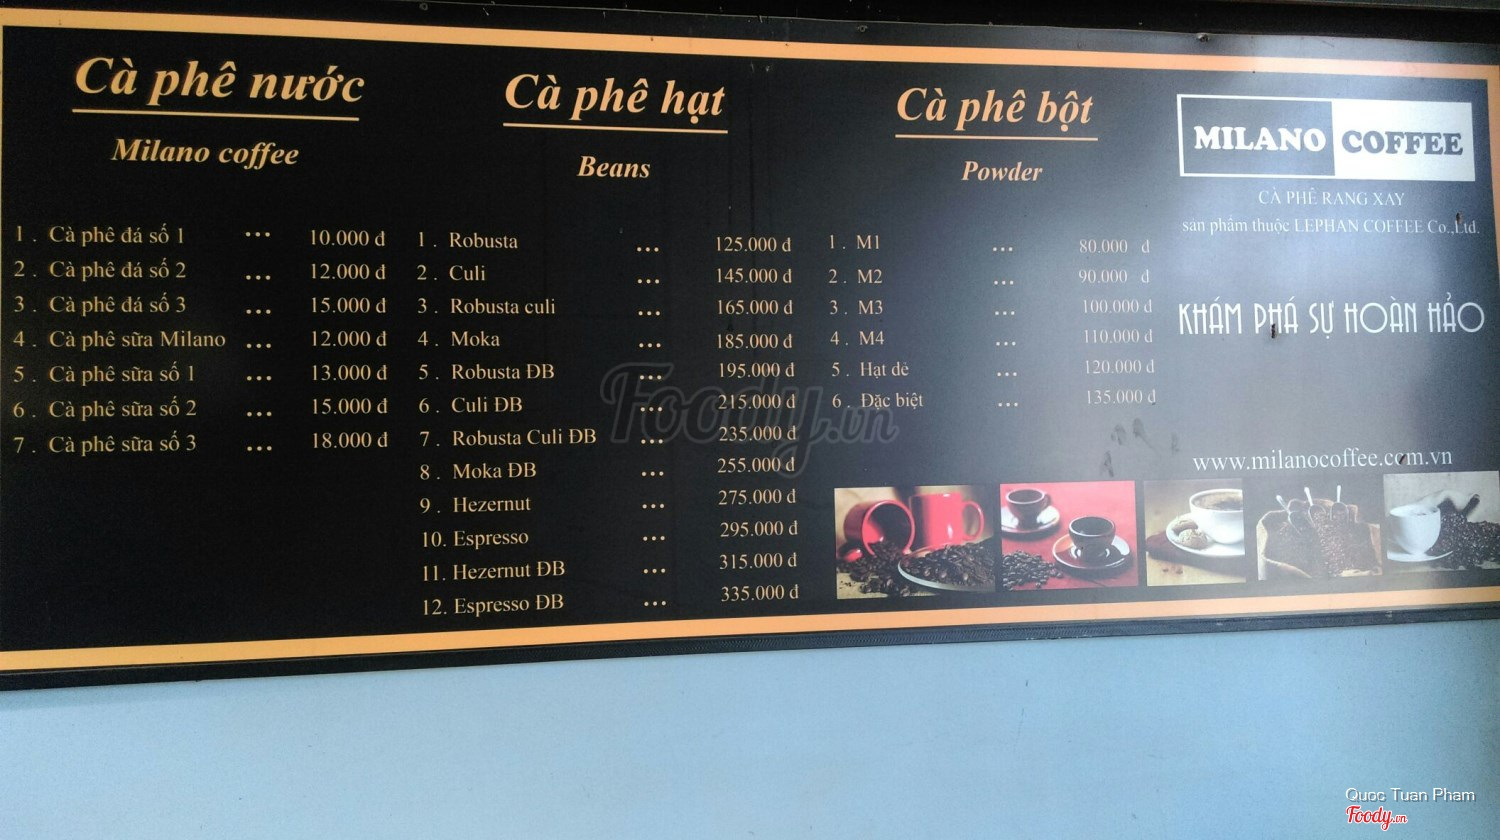 Cà phê nước
Milano coffee
1 . Cà phê đá số 1 ... 10.000 đ
2 . Cà phê đá số 2 ... 12.000 đ
3 . Cà phê đá số 3 ... 15.000 đ
4 . Cà phê sữa Milano ... 12.000 đ
5 . Cà phê sữa số 1 ... 13.000 đ
6 . Cà phê sữa số 2 ... 15.000 đ
7 . Cà phê sữa số 3 ... 18.000 đ
Cà phê hạt
Beans
1 . Robusta ... 125.000 đ
2 . Culi ... 145.000 đ
3 . Robusta culi ... 165.000 đ
4 . Moka ... 185.000 đ
5 . Robusta ĐB ... 195.000 đ
6 . Culi ĐB ... 215.000 đ
7 . Robusta Culi ĐB ... 235.000 đ
8 . Moka ĐB ... 255.000 đ
9 . Hezernut ... 275.000 đ
10. Espresso ... 295.000 đ
11. Hezernut ĐB ... 315.000 đ
12. Espresso ĐB ... 335.000 đ
Cà phê bột
Powder
1 . M1 ... 80.000 đ
2 . M2 ... 90.000 đ
3 . M3 ... 100.000 đ
4 . M4 ... 110.000 đ
5 . Hạt dẻ ... 120.000 đ
6 . Đặc biệt ... 135.000 đ
MILANO COFFEE
CÀ PHÊ RANG XAY
san phẩm thuộc LEPHAN COFFEE Co.,Ltd.
KHÁM PHÁ SỰ HOÀN HẢO
www.milanocoffee.com.vn
Foody.vn
Quoc Tuan Pham
Foody.vn